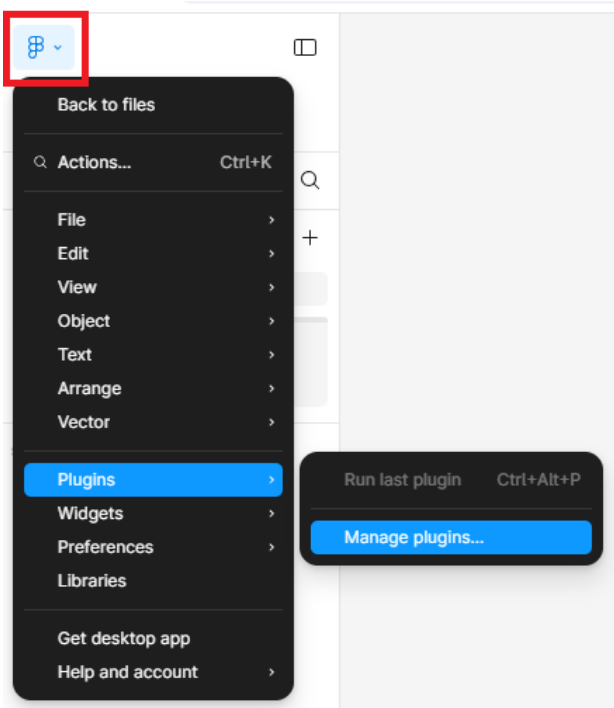 Back to files
Actions... Ctrl+K
File
Edit
View
Object
Text
Arrange
Vector
Plugins
Run last plugin Ctrl+Alt+P
Widgets
Manage plugins...
Preferences
Libraries
Get desktop app
Help and account